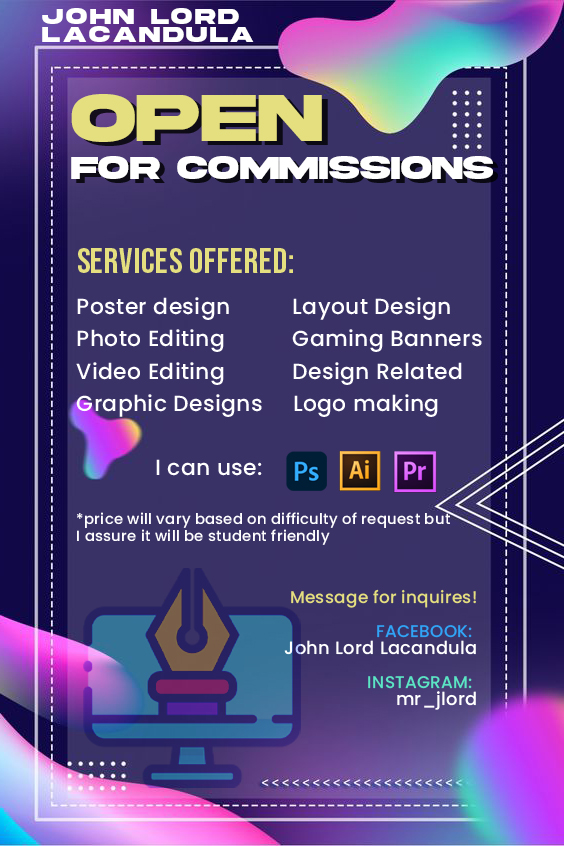 JOHN LORD
LACANDULA
OPEN
FOR COMMISSIONS
SERVICES OFFERED:
Poster design
Photo Editing
Video Editing
Graphic Designs
Layout Design
Gaming Banners
Design Related
Logo making
I can use: Ps Ai Pr
*price will vary based on difficulty of request but
I assure it will be student friendly
Message for inquires!
FACEBOOK:
John Lord Lacandula
INSTAGRAM:
mr_jlord